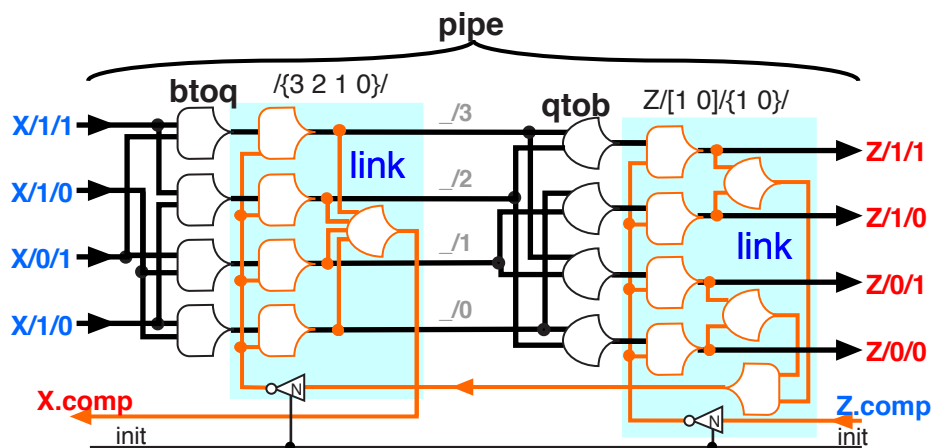 pipe
btoq
/{3 2 1 0}/
qtob
Z/[1 0]/{1 0}/
X/1/1
_/3
Z/1/1
link
X/1/0
_/2
Z/1/0
X/0/1
_/1
link
Z/0/1
X/1/0
_/0
Z/0/0
N
X.comp
Z.comp
N
init
init